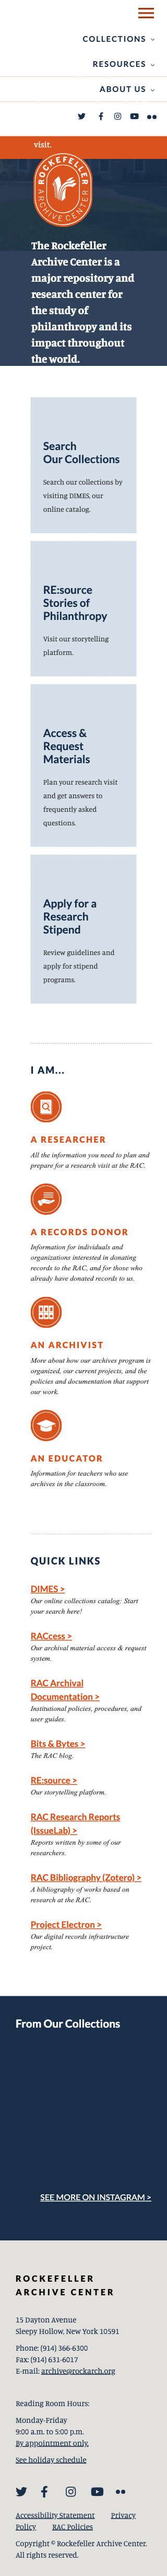 COLLECTIONS
RESOURCES
ABOUT US
visit.
ROCKEFELLER
ARCHIVE CENTER
The Rockefeller
Archive Center is a
major repository and
research center for
the study of
philanthropy and its
impact throughout
the world.
Search
Our Collections
Search our collections by
visiting DIMES, our
online catalog.
RE:source
Stories of
Philanthropy
Visit our storytelling
platform.
Access &
Request
Materials
Plan your research visit
and get answers to
frequently asked
questions.
Apply for a
Research
Stipend
Review guidelines and
apply for stipend
programs.
I AM...
A RESEARCHER
All the information you need to plan and
prepare for a research visit at the RAC.
A RECORDS DONOR
Information for individuals and
organizations interested in donating
records to the RAC, and for those who
already have donated records to us.
AN ARCHIVIST
More about how our archives program is
organized, our current projects, and the
policies and documentation that support
our work.
AN EDUCATOR
Information for teachers who use
archives in the classroom.
QUICK LINKS
DIMES >
Our online collections catalog: Start
your search here!
RACcess >
Our archival material access & request
system.
RAC Archival
Documentation >
Institutional policies, procedures, and
user guides.
Bits & Bytes >
The RAC blog.
RE:source >
Our storytelling platform.
RAC Research Reports
(IssueLab) >
Reports written by some of our
researchers.
RAC Bibliography (Zotero) >
A bibliography of works based on
research at the RAC.
Project Electron >
Our digital records infrastructure
project.
From Our Collections
SEE MORE ON INSTAGRAM >
ROCKEFELLER
ARCHIVE CENTER
15 Dayton Avenue
Sleepy Hollow, New York 10591
Phone: (914) 366-6300
Fax: (914) 631-6017
E-mail: archive@rockarch.org
Reading Room Hours:
Monday-Friday
9:00 a.m. to 5:00 p.m.
By appointment only.
See holiday schedule
Accessibility Statement Privacy
Policy RAC Policies
Copyright © Rockefeller Archive Center.
All rights reserved.